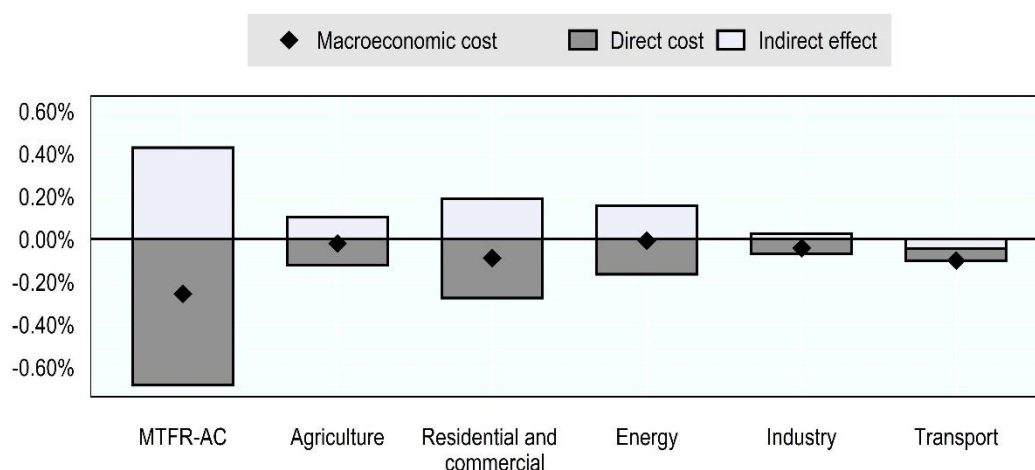 Macroeconomic cost Direct cost Indirect effect
0.60%
0.40%
0.20%
0.00%
-0.20%
-0.40%
-0.60%
MTFR-AC Agriculture Residential and Energy Industry Transport
commercial